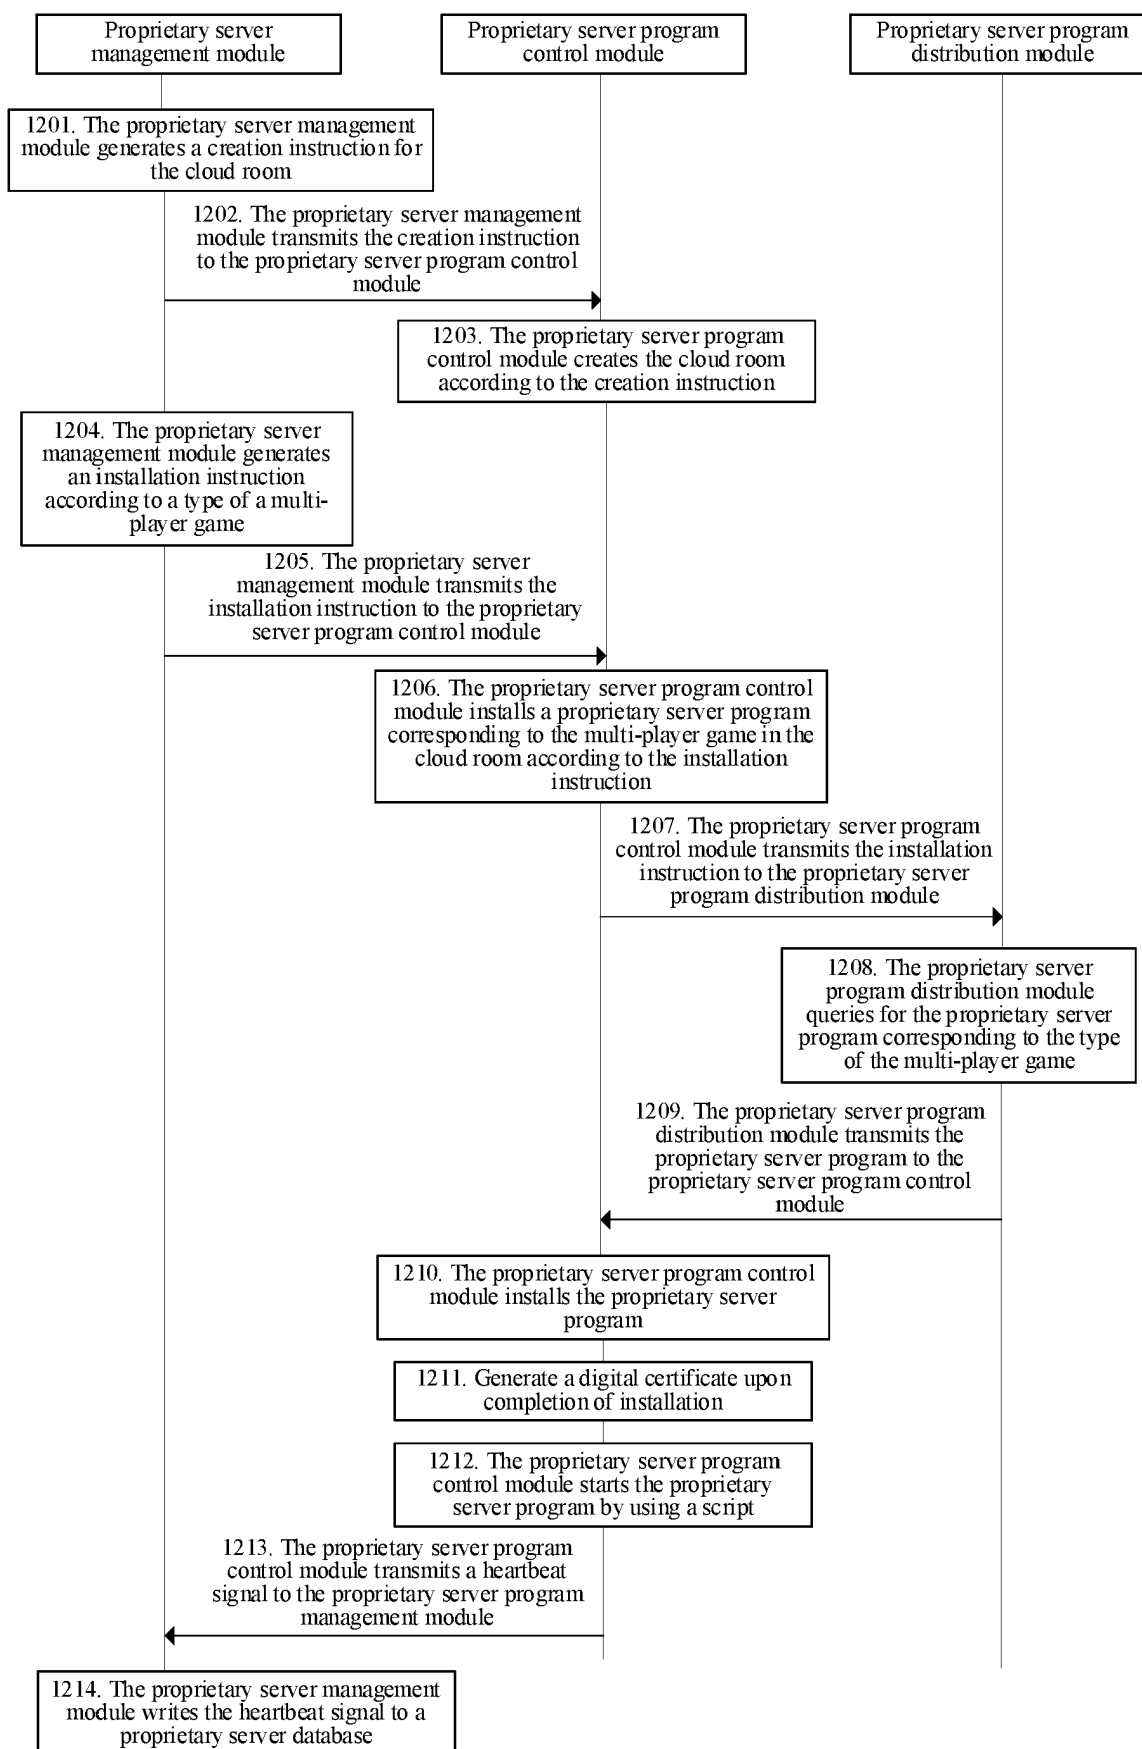 Proprietary server
management module
Proprietary server program
control module
Proprietary server program
distribution module
1201. The proprietary server management
module generates a creation instruction for
the cloud room
1202. The proprietary server management
module transmits the creation instruction
to the proprietary server program control
module
1203. The proprietary server program
control module creates the cloud room
according to the creation instruction
1204. The proprietary server
management module generates
an installation instruction
according to a type of a multi-
player game
1205. The proprietary server
management module transmits the
installation instruction to the proprietary
server program control module
1206. The proprietary server program control
module installs a proprietary server program
corresponding to the multi-player game in the
cloud room according to the installation
instruction
1207. The proprietary server program
control module transmits the installation
instruction to the proprietary server
program distribution module
1208. The proprietary server
program distribution module
queries for the proprietary server
program corresponding to the type
of the multi-player game
1209. The proprietary server program
distribution module transmits the
proprietary server program to the
proprietary server program control
module
1210. The proprietary server program control
module installs the proprietary server
program
1211. Generate a digital certificate upon
completion of installation
1212. The proprietary server program
control module starts the proprietary
server program by using a script
1213. The proprietary server program
control module transmits a heartbeat
signal to the proprietary server program
management module
1214. The proprietary server management
module writes the heartbeat signal to a
proprietary server database